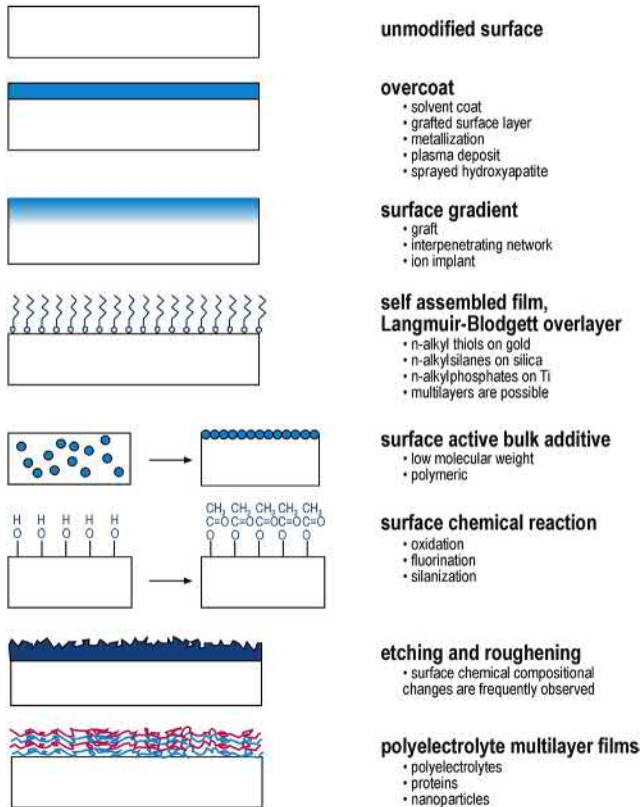 unmodified surface
overcoat
• solvent coat
• grafted surface layer
• metallization
• plasma deposit
• sprayed hydroxyapatite
surface gradient
• graft
• interpenetrating network
• ion implant
self assembled film,
Langmuir-Blodgett overlayer
• n-alkyl thiols on gold
• n-alkylsilanes on silica
• n-alkylphosphates on Ti
• multilayers are possible
surface active bulk additive
• low molecular weight
• polymeric
H H H H H
O O O O O
CH₃ CH₃ CH₃ CH₃ CH₃
C=O C=O C=O C=O C=O
O O O O O
surface chemical reaction
• oxidation
• fluorination
• silanization
etching and roughening
• surface chemical compositional
changes are frequently observed
polyelectrolyte multilayer films
• polyelectrolytes
• proteins
• nanoparticles